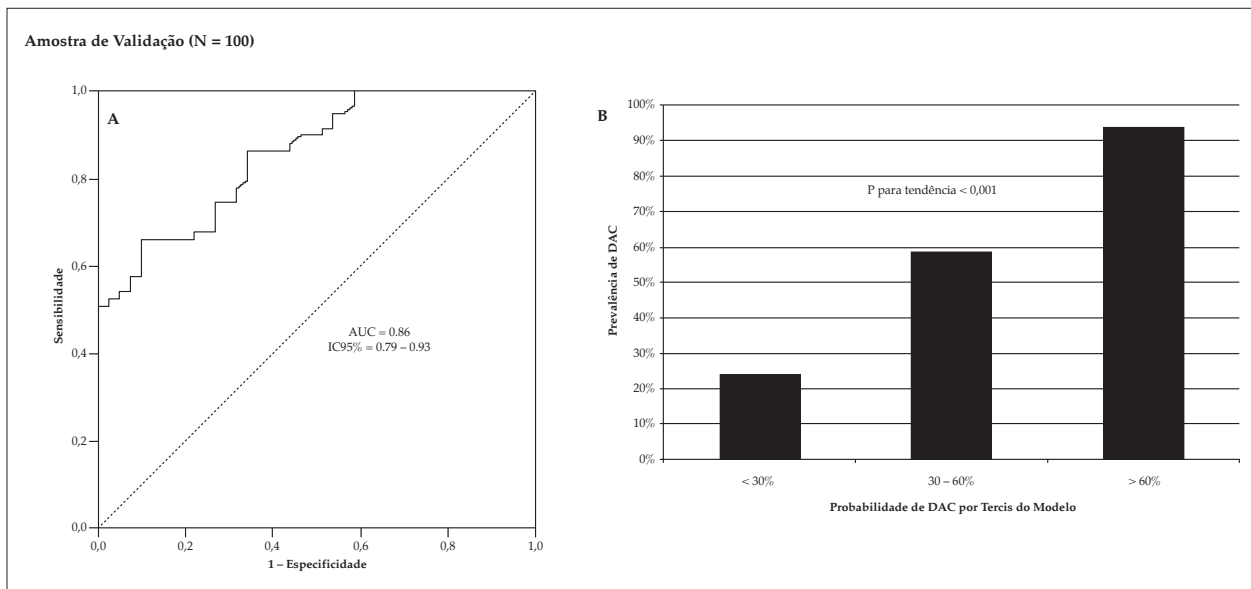 Amostra de Validação (N = 100)
A
1,0
0,8
0,6
0,4
0,2
0,0
Sensibilidade
AUC = 0.86
IC95% = 0.79 – 0.93
0,0
0,2
0,4
0,6
0,8
1,0
1 – Especificidade
B
100%
90%
80%
70%
60%
50%
40%
30%
20%
10%
0%
Prevalência de DAC
P para tendência < 0,001
< 30%
30 – 60%
> 60%
Probabilidade de DAC por Tercis do Modelo